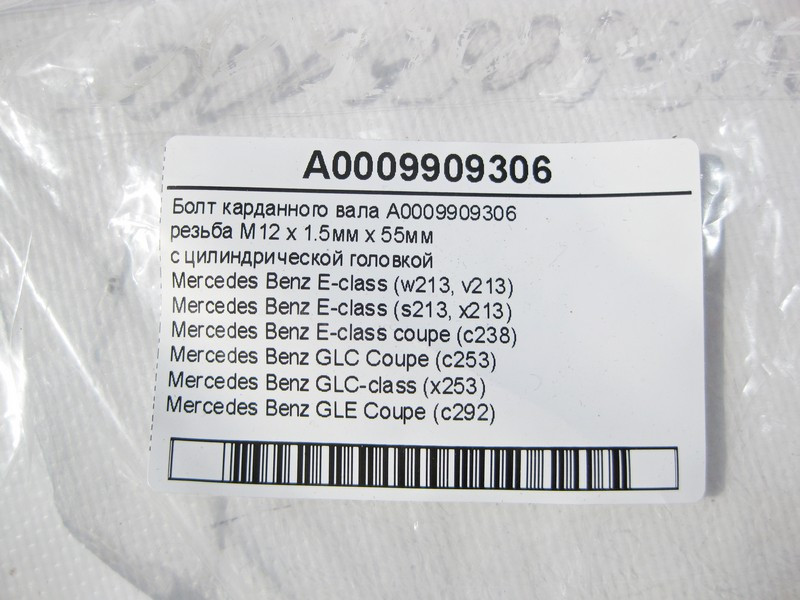 A0009909306
Болт карданного вала A0009909306
резьба M12 x 1.5мм x 55мм
с цилиндрической головкой
Mercedes Benz E-class (w213, v213)
Mercedes Benz E-class (s213, x213)
Mercedes Benz E-class coupe (c238)
Mercedes Benz GLC Coupe (c253)
Mercedes Benz GLC-class (x253)
Mercedes Benz GLE Coupe (c292)